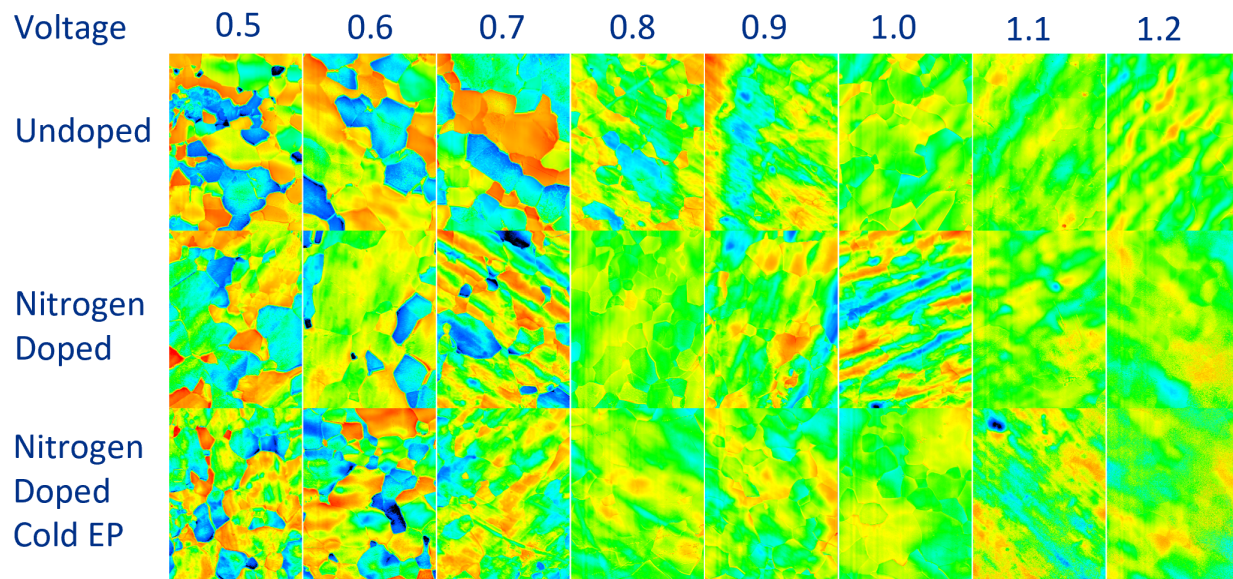 Voltage 0.5 0.6 0.7 0.8 0.9 1.0 1.1 1.2
Undoped
Nitrogen
Doped
Nitrogen
Doped
Cold EP